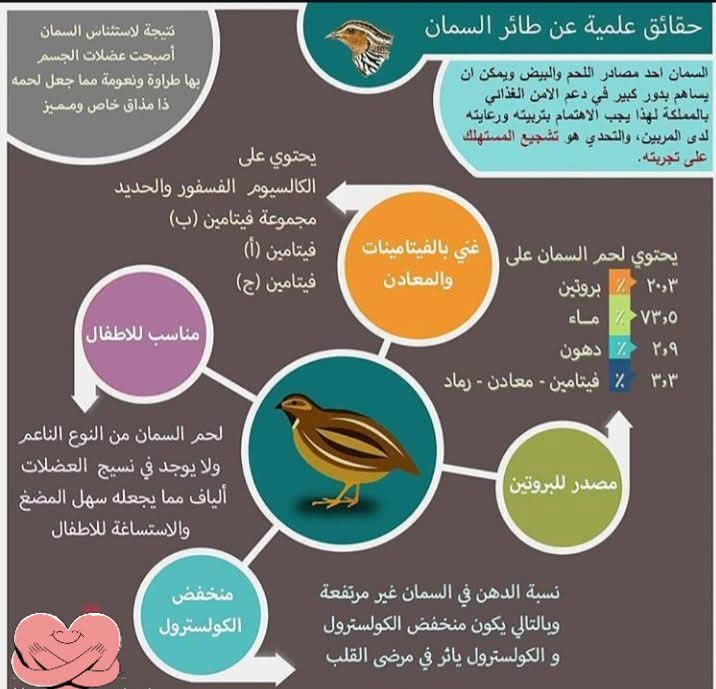 حقائق علمية عن طائر السمان
السمان احد مصادر اللحم والبيض ويمكن ان
يساهم بدور كبير في دعم الامن الغذائي
بالمملكة لهذا يجب الاهتمام بتربيته ورعايته
لدى المربين، والتحدي هو تشجيع المستهلك
على تجربته.
نتيجة لاستئناس السمان
أصبحت عضلات الجسم
بها طراوة ونعومة مما جعل لحمه
ذا مذاق خاص ومميز
غني بالفيتامينات
والمعادن
يحتوي على
الكالسيوم الفسفور والحديد
مجموعة فيتامين (ب)
فيتامين (أ)
فيتامين (ج)
يحتوي لحم السمان على
٢٠,٣ ٪ بروتين
٧٣,٥ ٪ مـاء
٢,٩ ٪ دهون
٣,٣ ٪ فيتامين - معادن - رماد
مصدر للبروتين
مناسب للاطفال
لحم السمان من النوع الناعم
ولا يوجد في نسيج العضلات
ألياف مما يجعله سهل المضغ
والاستساغة للاطفال
منخفض
الكولسترول
نسبة الدهن في السمان غير مرتفعة
وبالتالي يكون منخفض الكولسترول
و الكولسترول يائر في مرضى القلب